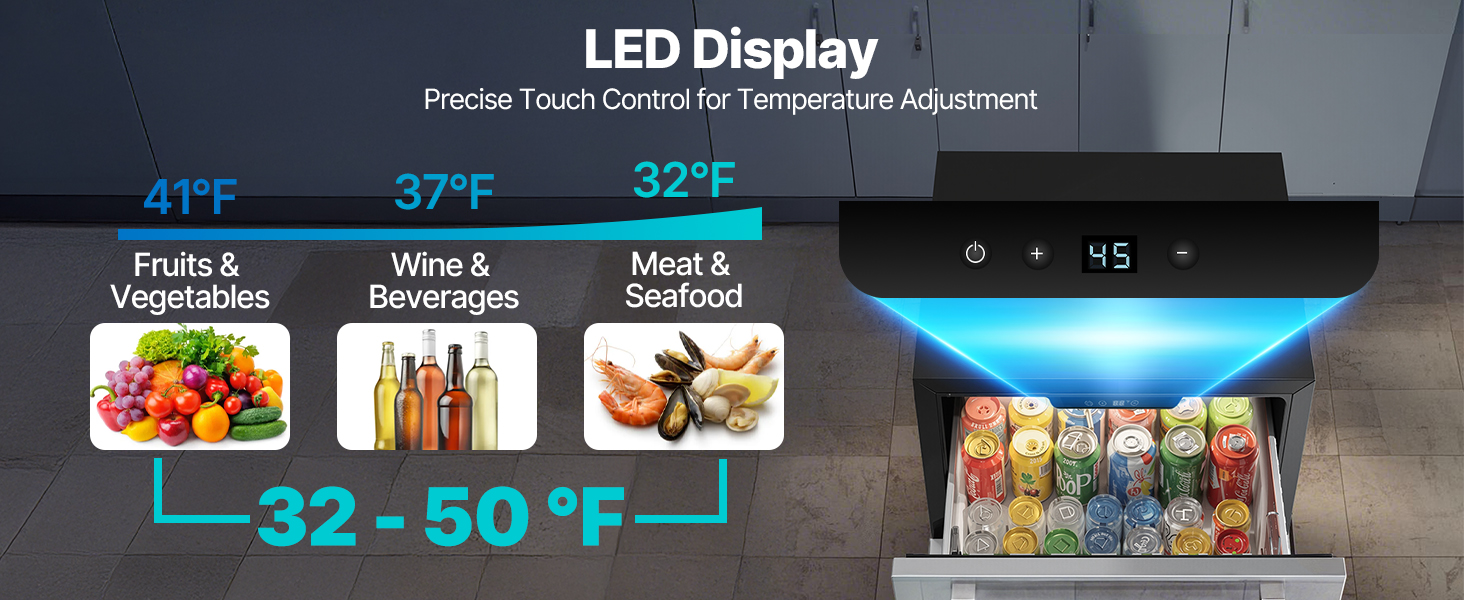 LED Display
Precise Touch Control for Temperature Adjustment
41°F
37°F
32°F
Fruits &
Vegetables
Wine &
Beverages
Meat &
Seafood
32 - 50 °F
+
45
−